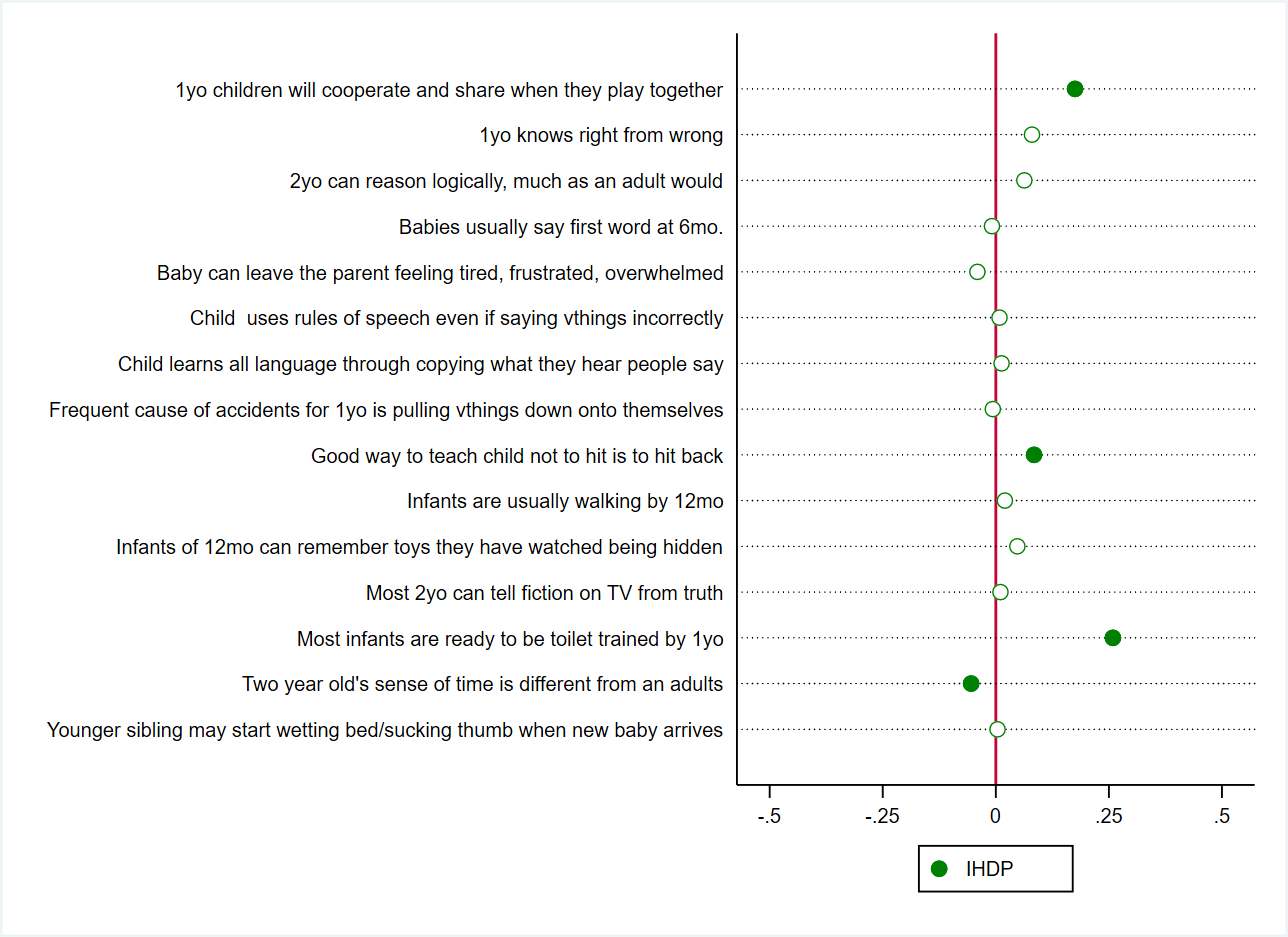 1yo children will cooperate and share when they play together
1yo knows right from wrong
2yo can reason logically, much as an adult would
Babies usually say first word at 6mo.
Baby can leave the parent feeling tired, frustrated, overwhelmed
Child  uses rules of speech even if saying vthings incorrectly
Child learns all language through copying what they hear people say
Frequent cause of accidents for 1yo is pulling vthings down onto themselves
Good way to teach child not to hit is to hit back
Infants are usually walking by 12mo
Infants of 12mo can remember toys they have watched being hidden
Most 2yo can tell fiction on TV from truth
Most infants are ready to be toilet trained by 1yo
Two year old's sense of time is different from an adults
Younger sibling may start wetting bed/sucking thumb when new baby arrives
-.5 -.25 0 .25 .5
IHDP